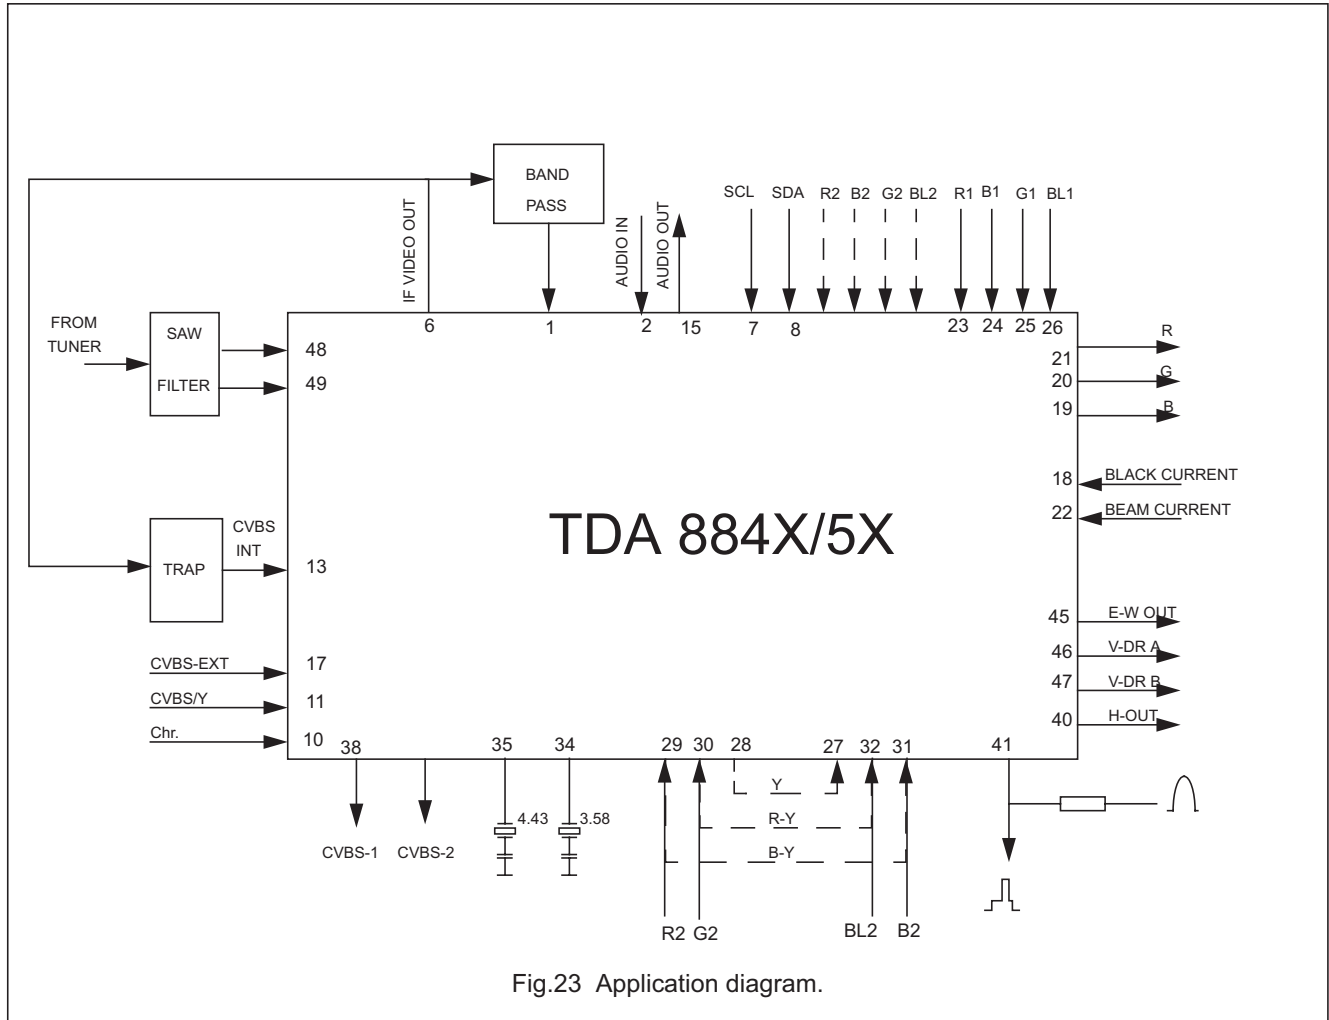 BAND
PASS
IF VIDEO OUT
AUDIO IN
AUDIO OUT
SCL
SDA
R2
B2
G2
BL2
R1
B1
G1
BL1
6
1
2
15
7
8
23
24
25
26
FROM
TUNER
SAW
FILTER
48
49
21
R
20
G
19
B
18
BLACK CURRENT
22
BEAM CURRENT
TDA 884X/5X
TRAP
CVBS
INT
13
45
E-W OUT
46
V-DR A
47
V-DR B
40
H-OUT
CVBS-EXT
17
CVBS/Y
11
Chr.
10
38
35
34
29
30
28
27
32
31
41
Y
R-Y
B-Y
4.43
3.58
CVBS-1
CVBS-2
R2
G2
BL2
B2
Fig.23 Application diagram.